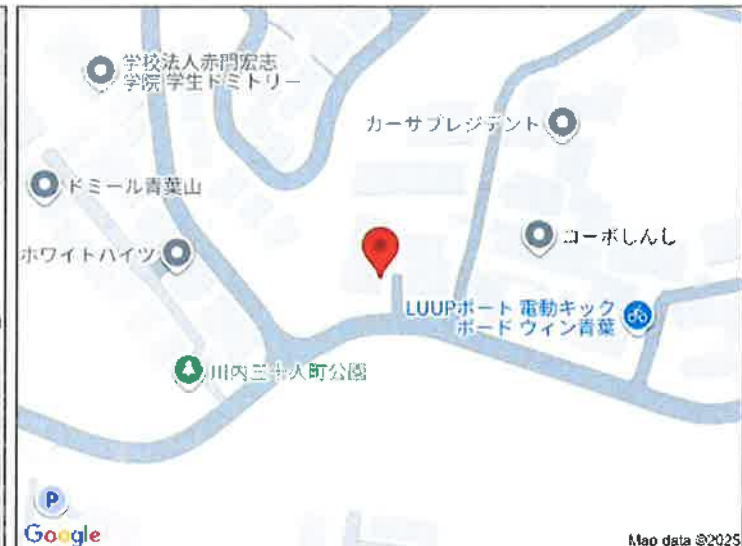 学校法人赤門宏志
学院 学生ドミトリー
カーサプレジデント
ドミール青葉山
コーポしんし
ホワイトハイツ
LUUPポート 電動キック
ボード ウィン青葉
川内三十人町公園
P
Google
Map data ©2025